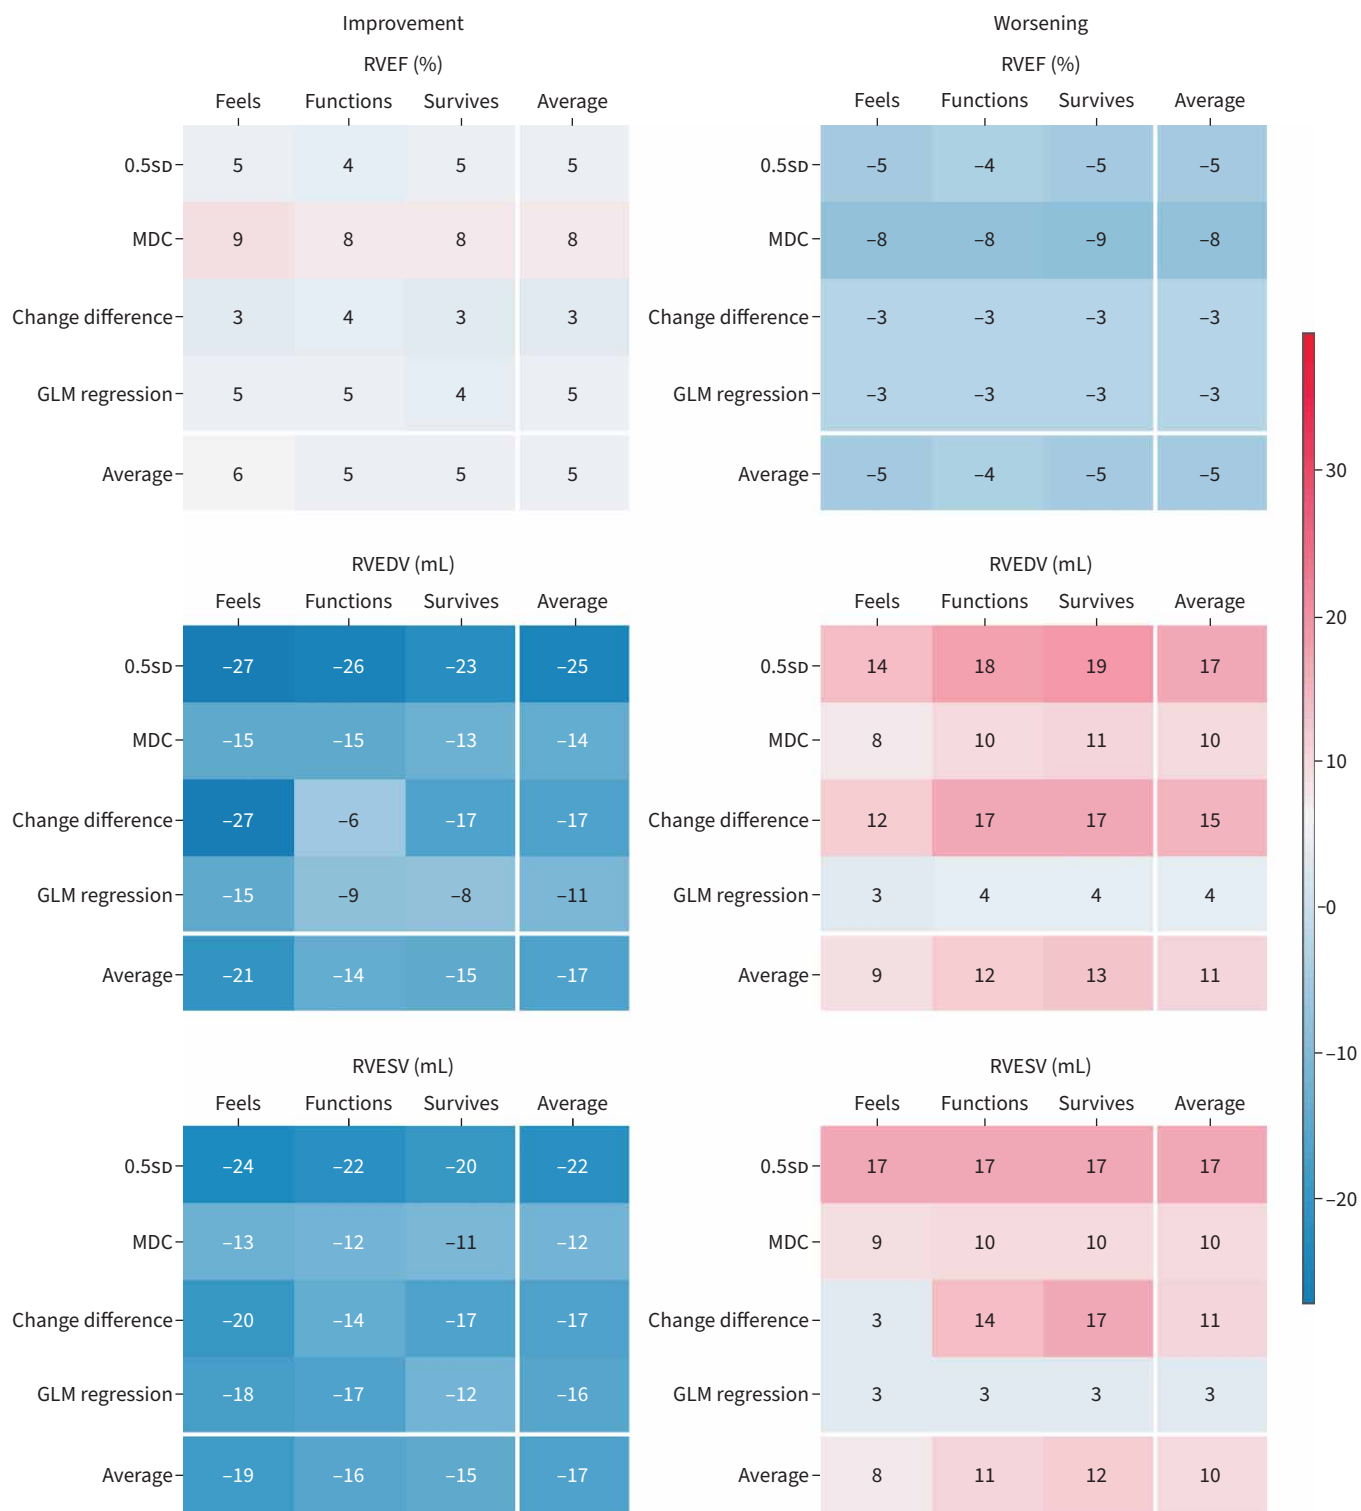 Improvement
RVEF (%)
Feels Functions Survives Average
0.5SD 5 4 5 5
MDC 9 8 8 8
Change difference 3 4 3 3
GLM regression 5 5 4 5
Average 6 5 5 5
Worsening
RVEF (%)
Feels Functions Survives Average
0.5SD –5 –4 –5 –5
MDC –8 –8 –9 –8
Change difference –3 –3 –3 –3
GLM regression –3 –3 –3 –3
Average –5 –4 –5 –5
RVEDV (mL)
Feels Functions Survives Average
0.5SD –27 –26 –23 –25
MDC –15 –15 –13 –14
Change difference –27 –6 –17 –17
GLM regression –15 –9 –8 –11
Average –21 –14 –15 –17
RVEDV (mL)
Feels Functions Survives Average
0.5SD 14 18 19 17
MDC 8 10 11 10
Change difference 12 17 17 15
GLM regression 3 4 4 4
Average 9 12 13 11
RVESV (mL)
Feels Functions Survives Average
0.5SD –24 –22 –20 –22
MDC –13 –12 –11 –12
Change difference –20 –14 –17 –17
GLM regression –18 –17 –12 –16
Average –19 –16 –15 –17
RVESV (mL)
Feels Functions Survives Average
0.5SD 17 17 17 17
MDC 9 10 10 10
Change difference 3 14 17 11
GLM regression 3 3 3 3
Average 8 11 12 10
30
20
10
0
–10
–20